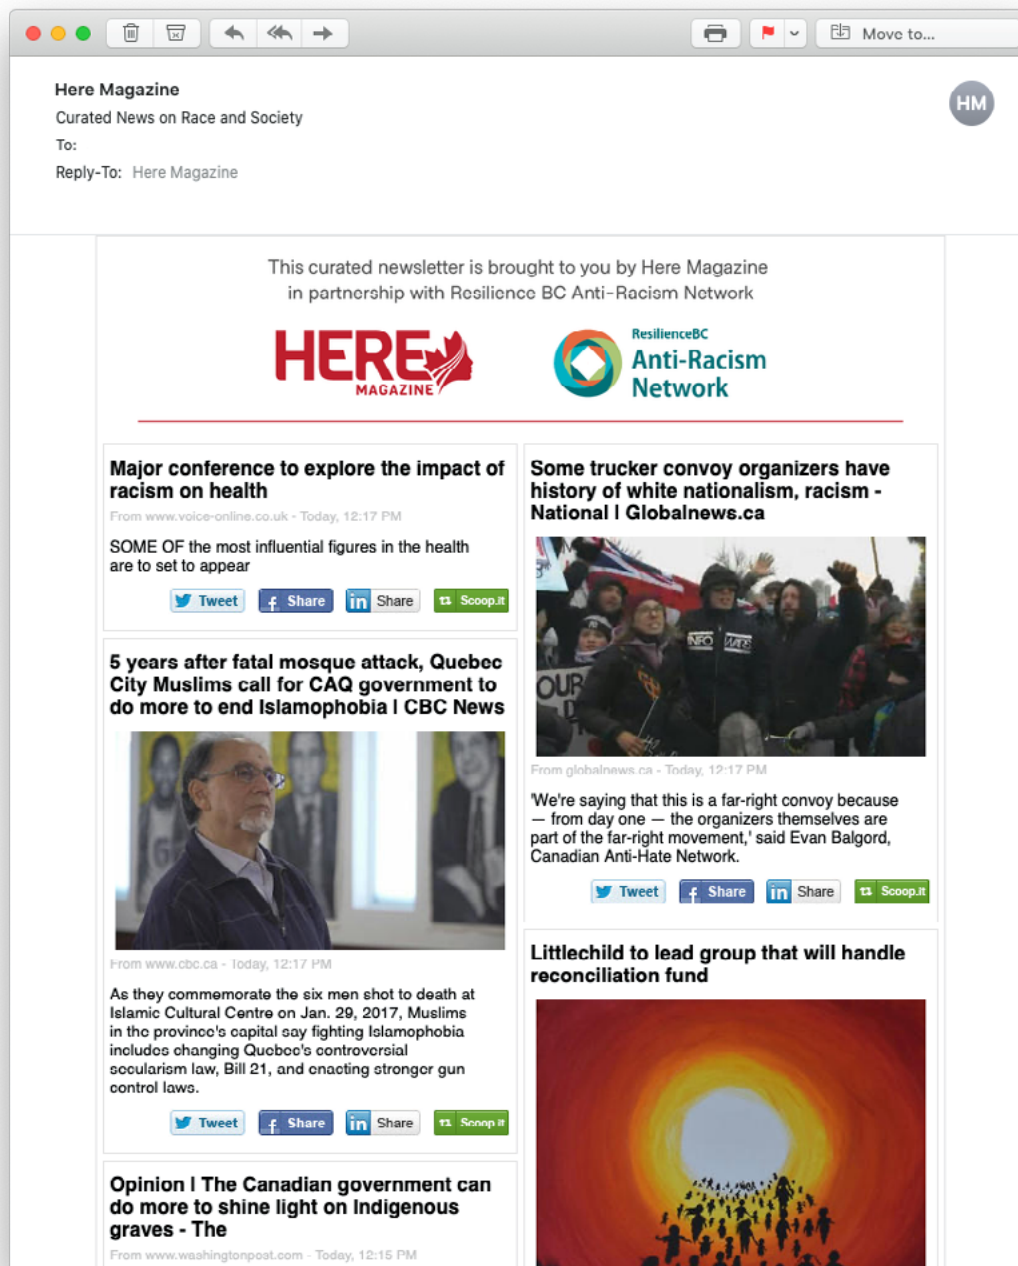 Move to...
Here Magazine
HM
Curated News on Race and Society
To:
Reply-To: Here Magazine
This curated newsletter is brought to you by Here Magazine
in partnership with Resilience BC Anti-Racism Network
HERE
MAGAZINE
ResilienceBC
Anti-Racism
Network
Major conference to explore the impact of
racism on health
From www.voice-online.co.uk - Today, 12:17 PM
SOME OF the most influential figures in the health
are to set to appear
Tweet
f Share
in Share
Scoop.it
5 years after fatal mosque attack, Quebec
City Muslims call for CAQ government to
do more to end Islamophobia | CBC News
From www.cbc.ca - Today, 12:17 PM
As they commemorate the six men shot to death at
Islamic Cultural Centre on Jan. 29, 2017, Muslims
in the province's capital say fighting Islamophobia
includes changing Quebec's controversial
secularism law, Bill 21, and enacting stronger gun
control laws.
Tweet
f Share
in Share
Scoop.it
Opinion | The Canadian government can
do more to shine light on Indigenous
graves - The
From www.washingtonpost.com - Today, 12:15 PM
Some trucker convoy organizers have
history of white nationalism, racism -
National | Globalnews.ca
INFO WARS
OUR
From globalnews.ca - Today, 12:17 PM
'We're saying that this is a far-right convoy because
— from day one — the organizers themselves are
part of the far-right movement,' said Evan Balgord,
Canadian Anti-Hate Network.
Tweet
f Share
in Share
Scoop.it
Littlechild to lead group that will handle
reconciliation fund